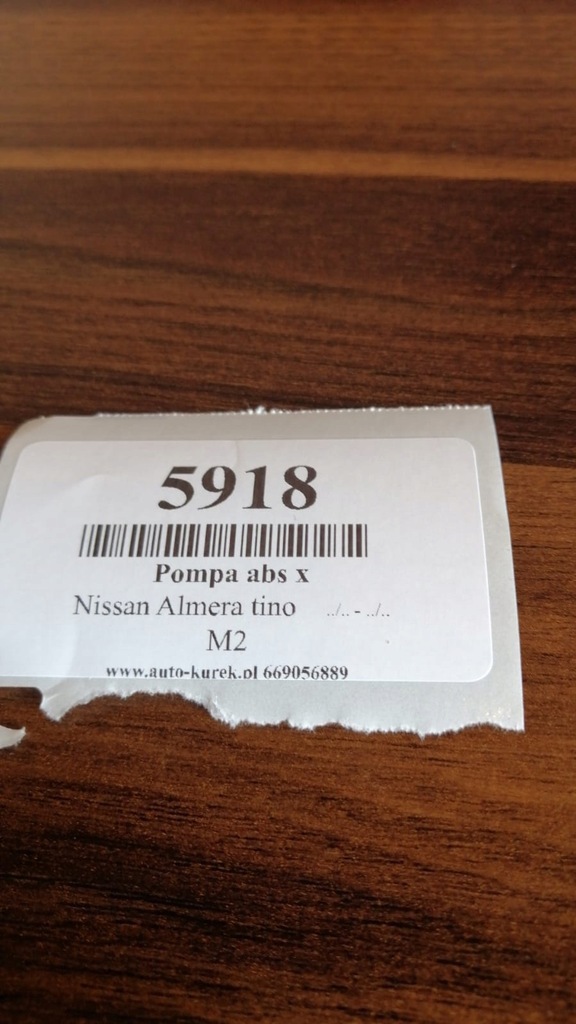 5918
Pompa abs x
Nissan Almera tino ../.. - ../..
M2
www.auto-kurek.pl 669056889